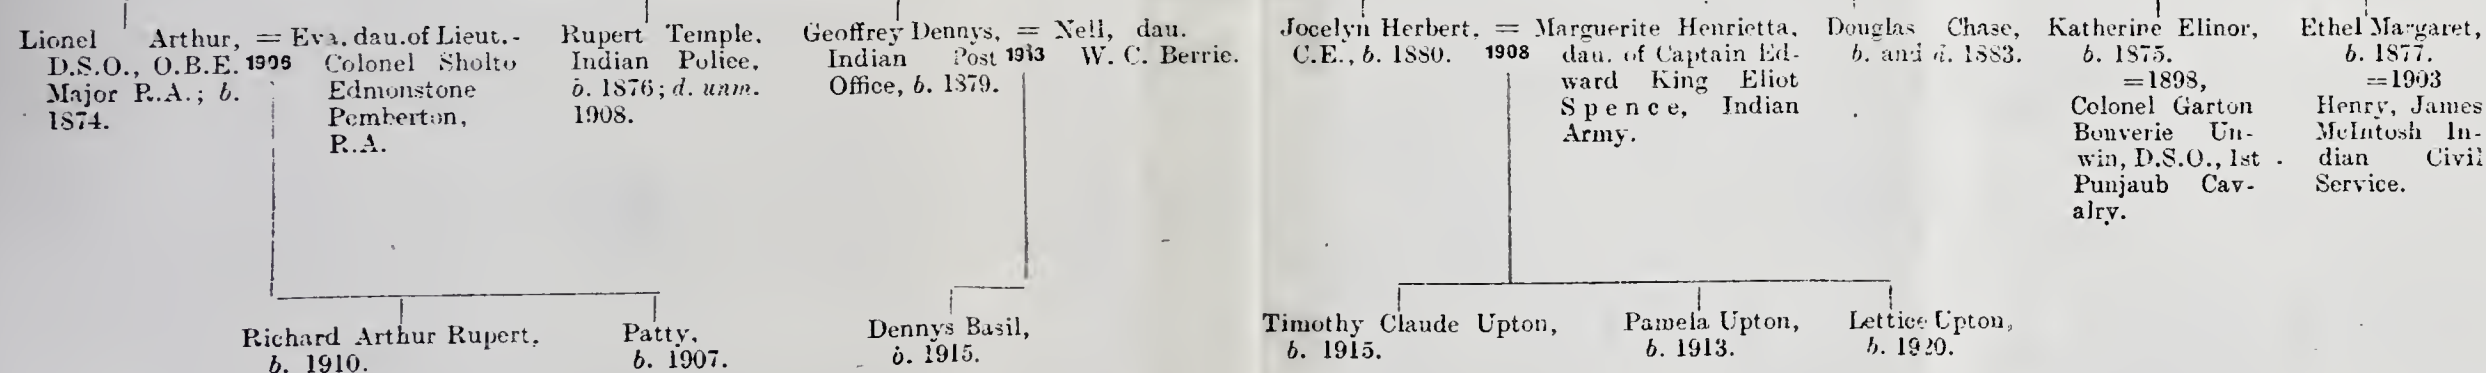 Lionel Arthur,
D.S.O., O.B.E.
Major R.A.; b.
1874.
= 1906
Eva, dau. of Lieut.-
Colonel Sholto
Edmonstone
Pemberton,
R.A.
Rupert Temple,
Indian Police,
b. 1876; d. unm.
1908.
Geoffrey Dennys,
Indian Post
Office, b. 1879.
= 1913
Nell, dau.
W. C. Berrie.
Jocelyn Herbert,
C.E., b. 1880.
= 1908
Marguerite Henrietta,
dau. of Captain Ed-
ward King Eliot
Spence, Indian
Army.
Douglas Chase,
b. and d. 1883.
Katherine Elinor,
b. 1875.
=1898,
Colonel Garton
Bouverie Un-
win, D.S.O., 1st
Punjaub Cav-
alry.
Ethel Margaret,
b. 1877.
=1903
Henry, James
McIntosh In-
dian Civil
Service.
Richard Arthur Rupert,
b. 1910.
Patty,
b. 1907.
Dennys Basil,
b. 1915.
Timothy Claude Upton,
b. 1915.
Pamela Upton,
b. 1913.
Lettice Upton,
b. 1920.